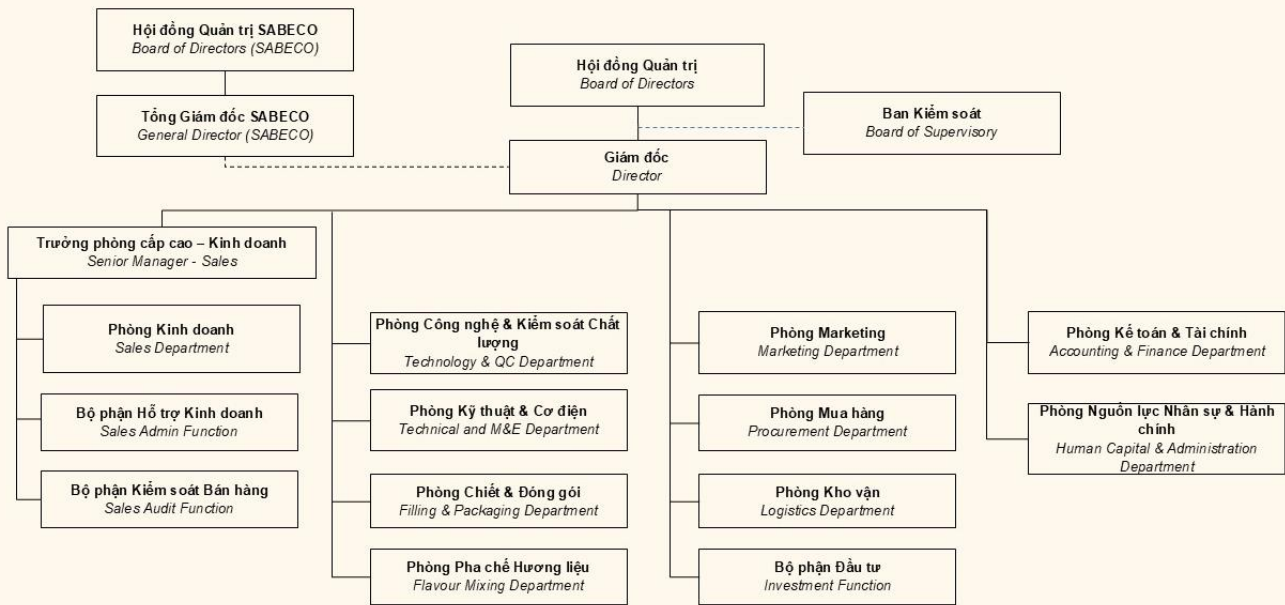 Hội đồng Quản trị SABECO
Board of Directors (SABECO)
Tổng Giám đốc SABECO
General Director (SABECO)
Hội đồng Quản trị
Board of Directors
Ban Kiểm soát
Board of Supervisory
Giám đốc
Director
Trưởng phòng cấp cao – Kinh doanh
Senior Manager - Sales
Phòng Kinh doanh
Sales Department
Bộ phận Hỗ trợ Kinh doanh
Sales Admin Function
Bộ phận Kiểm soát Bán hàng
Sales Audit Function
Phòng Công nghệ & Kiểm soát Chất
lượng
Technology & QC Department
Phòng Kỹ thuật & Cơ điện
Technical and M&E Department
Phòng Chiết & Đóng gói
Filling & Packaging Department
Phòng Pha chế Hương liệu
Flavour Mixing Department
Phòng Marketing
Marketing Department
Phòng Mua hàng
Procurement Department
Phòng Kho vận
Logistics Department
Bộ phận Đầu tư
Investment Function
Phòng Kế toán & Tài chính
Accounting & Finance Department
Phòng Nguồn lực Nhân sự & Hành
chính
Human Capital & Administration
Department